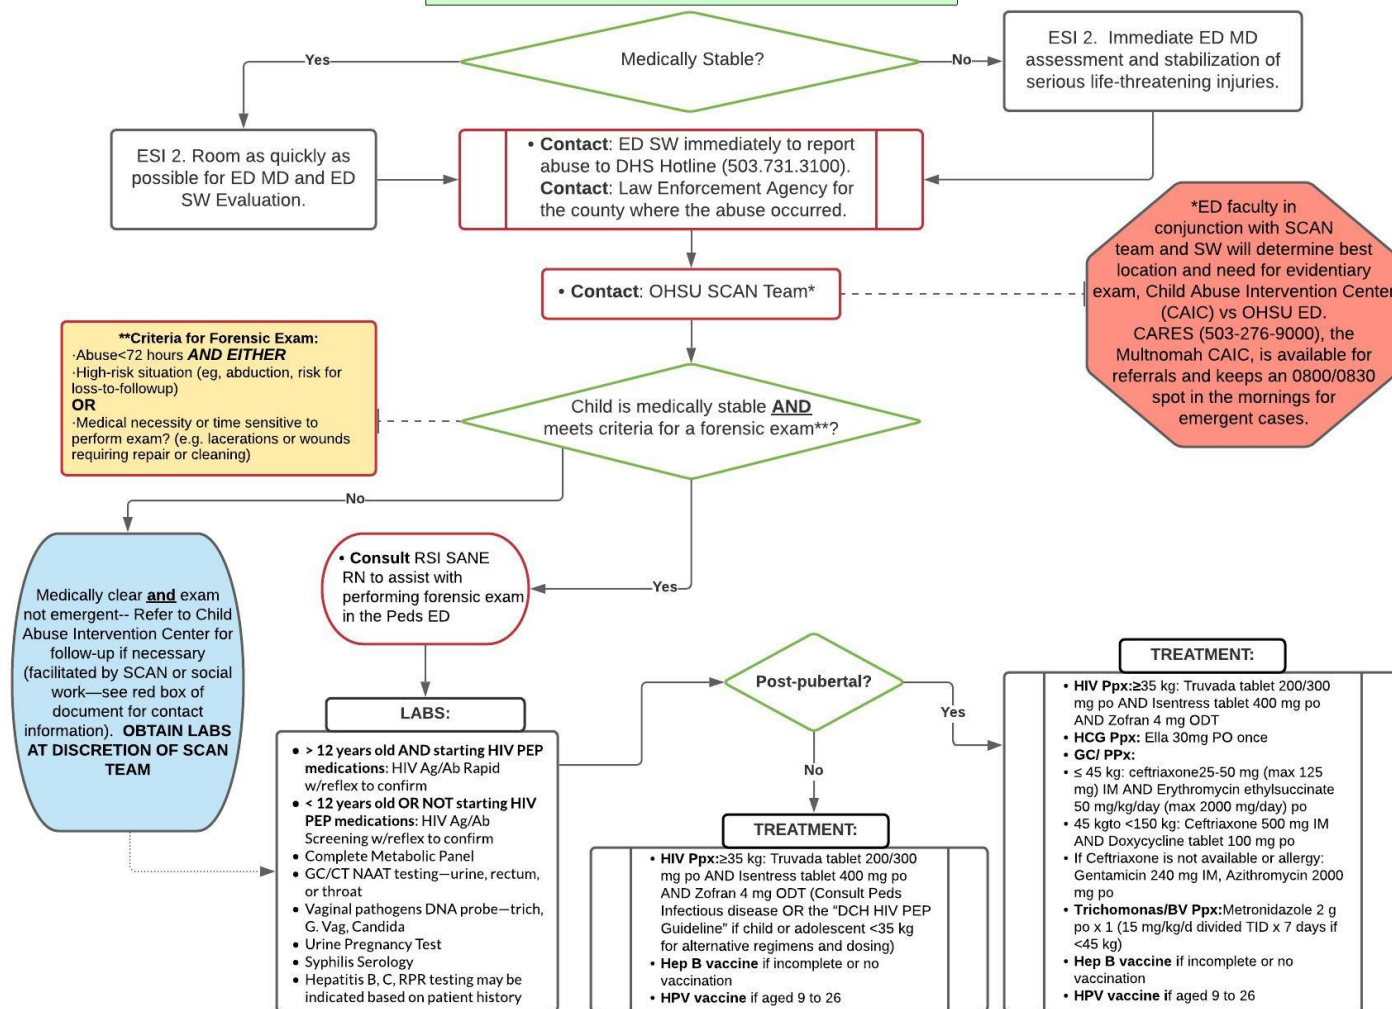 Medically Stable?
Yes
No
ESI 2.  Immediate ED MD
assessment and stabilization of
serious life-threatening injuries.
ESI 2. Room as quickly as
possible for ED MD and ED
SW Evaluation.
• Contact: ED SW immediately to report
abuse to DHS Hotline (503.731.3100).
Contact: Law Enforcement Agency for
the county where the abuse occurred.
• Contact: OHSU SCAN Team*
*ED faculty in
conjunction with SCAN
team and SW will determine best
location and need for evidentiary
exam, Child Abuse Intervention Center
(CAIC) vs OHSU ED.
CARES (503-276-9000), the
Multnomah CAIC, is available for
referrals and keeps an 0800/0830
spot in the mornings for
emergent cases.
**Criteria for Forensic Exam:
·Abuse<72 hours AND EITHER
·High-risk situation (eg, abduction, risk for
loss-to-followup)
OR
·Medical necessity or time sensitive to
perform exam? (e.g. lacerations or wounds
requiring repair or cleaning)
Child is medically stable AND
meets criteria for a forensic exam**?
No
Yes
Medically clear and exam
not emergent-- Refer to Child
Abuse Intervention Center for
follow-up if necessary
(facilitated by SCAN or social
work—see red box of
document for contact
information).  OBTAIN LABS
AT DISCRETION OF SCAN
TEAM
• Consult RSI SANE
RN to assist with
performing forensic exam
in the Peds ED
LABS:
• > 12 years old AND starting HIV PEP
medications: HIV Ag/Ab Rapid
w/reflex to confirm
• < 12 years old OR NOT starting HIV
PEP medications: HIV Ag/Ab
Screening w/reflex to confirm
• Complete Metabolic Panel
• GC/CT NAAT testing—urine, rectum,
or throat
• Vaginal pathogens DNA probe—trich,
G. Vag, Candida
• Urine Pregnancy Test
• Syphilis Serology
• Hepatitis B, C, RPR testing may be
indicated based on patient history
Post-pubertal?
Yes
No
TREATMENT:
• HIV Ppx:≥35 kg: Truvada tablet 200/300
mg po AND Isentress tablet 400 mg po
AND Zofran 4 mg ODT (Consult Peds
Infectious disease OR the “DCH HIV PEP
Guideline” if child or adolescent <35 kg
for alternative regimens and dosing)
• Hep B vaccine if incomplete or no
vaccination
• HPV vaccine if aged 9 to 26
TREATMENT:
• HIV Ppx:≥35 kg: Truvada tablet 200/300
mg po AND Isentress tablet 400 mg po
AND Zofran 4 mg ODT
• HCG Ppx: Ella 30mg PO once
• GC/ PPx:
• ≤ 45 kg: ceftriaxone25-50 mg (max 125
mg) IM AND Erythromycin ethylsuccinate
50 mg/kg/day (max 2000 mg/day) po
• 45 kgto <150 kg: Ceftriaxone 500 mg IM
AND Doxycycline tablet 100 mg po
• If Ceftriaxone is not available or allergy:
Gentamicin 240 mg IM, Azithromycin 2000
mg po
• Trichomonas/BV Ppx:Metronidazole 2 g
po x 1 (15 mg/kg/d divided TID x 7 days if
<45 kg)
• Hep B vaccine if incomplete or no
vaccination
• HPV vaccine if aged 9 to 26